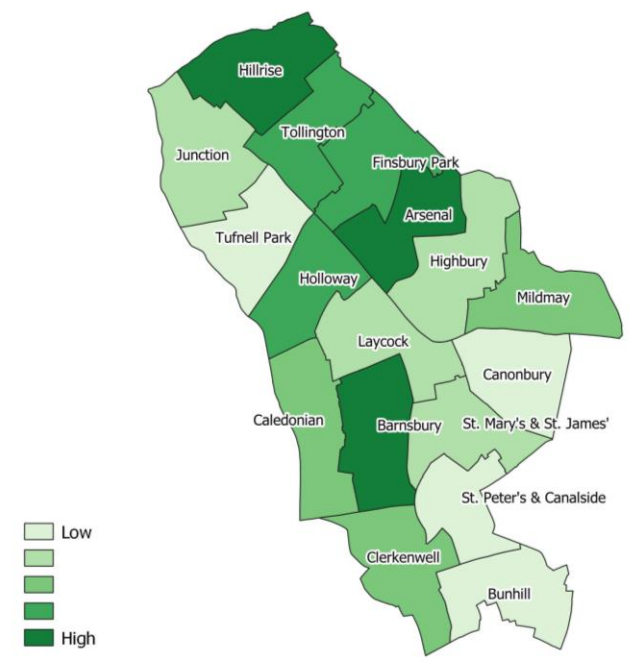 Hillrise
Tollington
Junction
Finsbury Park
Arsenal
Tufnell Park
Highbury
Holloway
Mildmay
Laycock
Canonbury
Caledonian
Barnsbury
St. Mary's & St. James'
St. Peter's & Canalside
Clerkenwell
Bunhill
Low
High